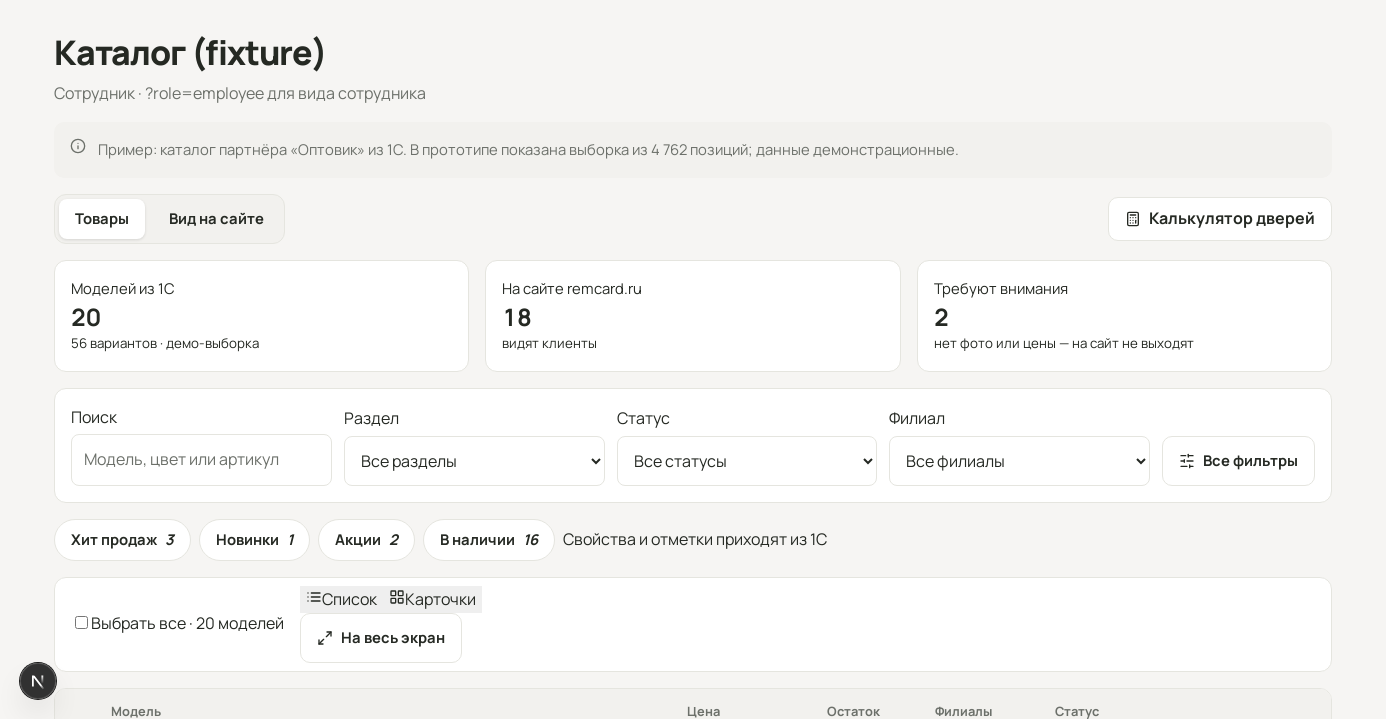 Каталог (fixture)
Сотрудник · ?role=employee для вида сотрудника
Пример: каталог партнёра «Оптовик» из 1С. В прототипе показана выборка из 4 762 позиций; данные демонстрационные.
Товары Вид на сайте Калькулятор дверей
Моделей из 1С
20
56 вариантов · демо-выборка
На сайте remcard.ru
18
видят клиенты
Требуют внимания
2
нет фото или цены — на сайт не выходят
Поиск Раздел Статус Филиал
Модель, цвет или артикул Все разделы Все статусы Все филиалы Все фильтры
Хит продаж 3 Новинки 1 Акции 2 В наличии 16 Свойства и отметки приходят из 1С
Список Карточки
Выбрать все · 20 моделей
На весь экран
N
Модель Цена Остаток Филиалы Статус